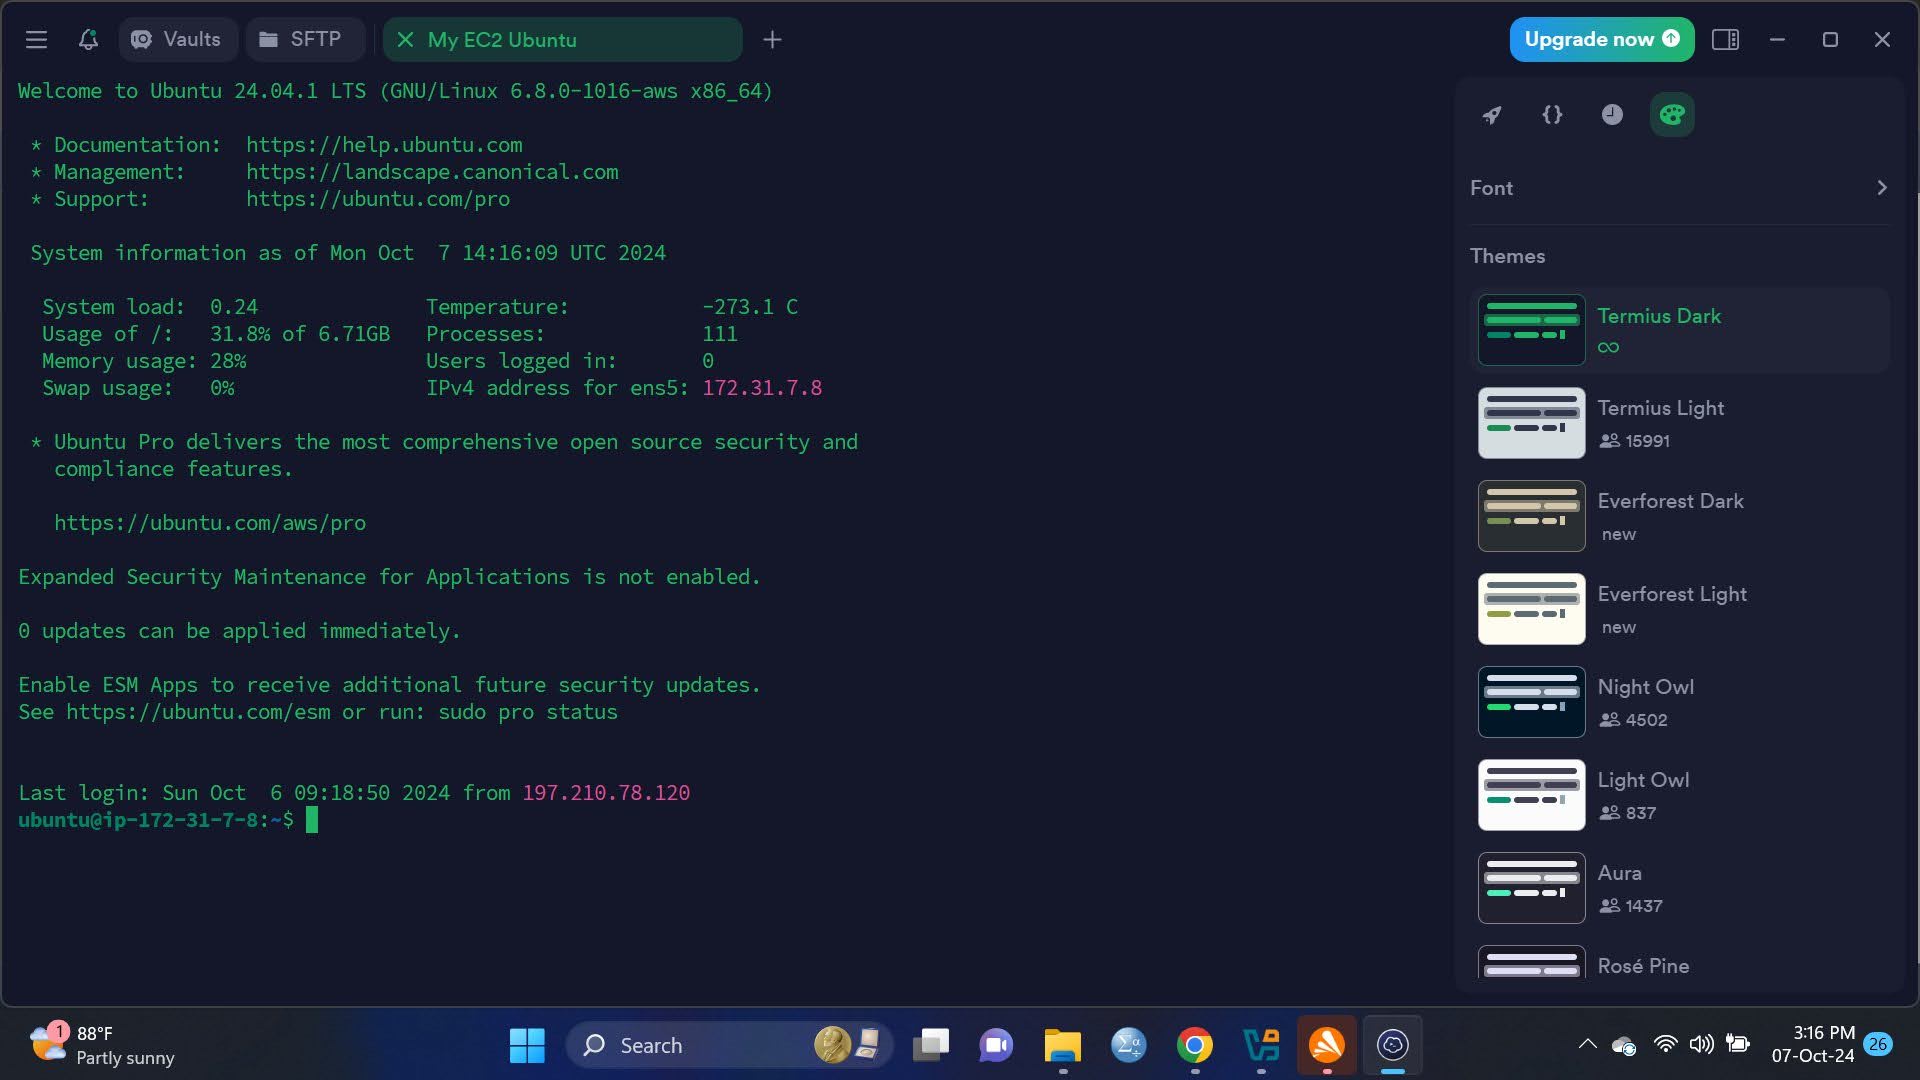 Vaults
SFTP
My EC2 Ubuntu
Upgrade now
Welcome to Ubuntu 24.04.1 LTS (GNU/Linux 6.8.0-1016-aws x86_64)
* Documentation:  https://help.ubuntu.com
* Management:     https://landscape.canonical.com
* Support:        https://ubuntu.com/pro
System information as of Mon Oct  7 14:16:09 UTC 2024
System load:  0.24              Temperature:           -273.1 C
Usage of /:   31.8% of 6.71GB   Processes:             111
Memory usage: 28%               Users logged in:       0
Swap usage:   0%                IPv4 address for ens5: 172.31.7.8
* Ubuntu Pro delivers the most comprehensive open source security and
compliance features.
https://ubuntu.com/aws/pro
Expanded Security Maintenance for Applications is not enabled.
0 updates can be applied immediately.
Enable ESM Apps to receive additional future security updates.
See https://ubuntu.com/esm or run: sudo pro status
Last login: Sun Oct  6 09:18:50 2024 from 197.210.78.120
ubuntu@ip-172-31-7-8:~$
{}
Font
Themes
Termius Dark
∞
Termius Light
15991
Everforest Dark
new
Everforest Light
new
Night Owl
4502
Light Owl
837
Aura
1437
Rosé Pine
1
88°F
Partly sunny
Search
3:16 PM
07-Oct-24
26